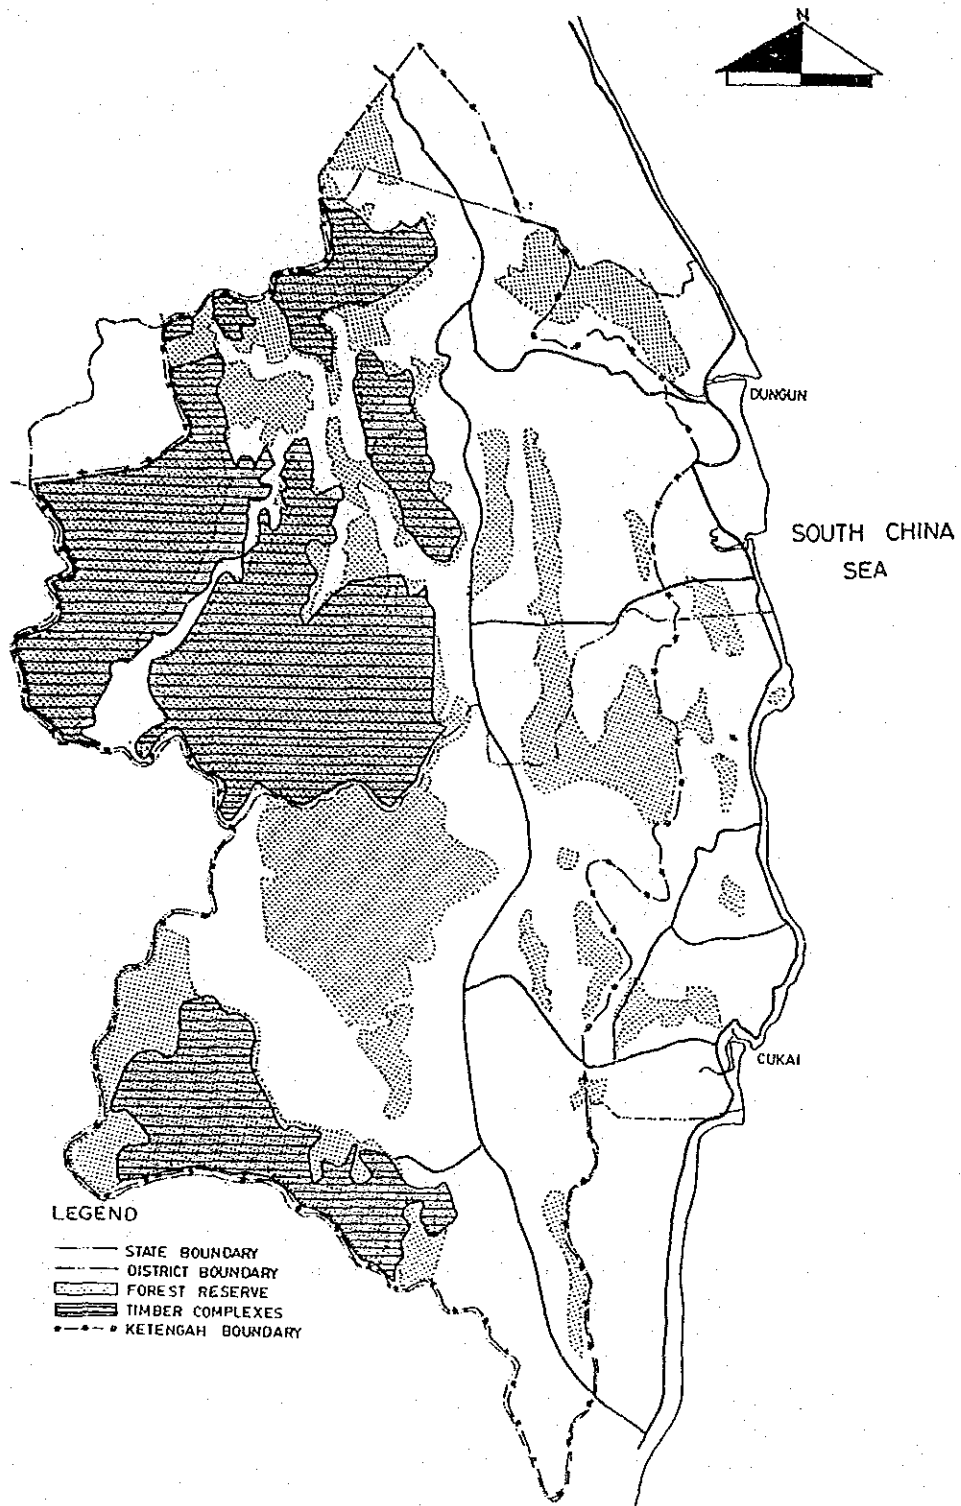 N
DUNGUN
SOUTH CHINA
SEA
CUKAI
LEGEND
STATE BOUNDARY
DISTRICT BOUNDARY
FOREST RESERVE
TIMBER COMPLEXES
KETENGAH BOUNDARY